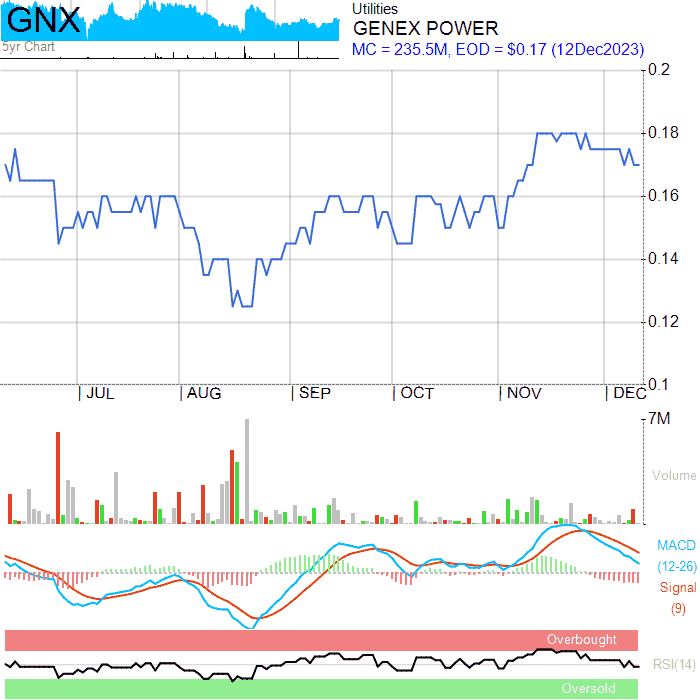 GNX
5yr Chart
Utilities
GENEX POWER
MC = 235.5M, EOD = $0.17 (12Dec2023)
0.2
0.18
0.16
0.14
0.12
0.1
| JUL | AUG | SEP | OCT | NOV | DEC
7M
Volume
MACD
(12-26)
Signal
(9)
Overbought
RSI(14)
Oversold